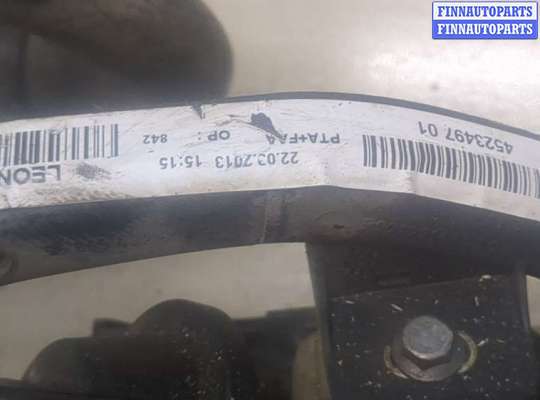 FINNAUTOPARTS
FINNAUTOPARTS
4523497 01
PTA+FAA OP: 842
22.03.2013 15:15
LEON